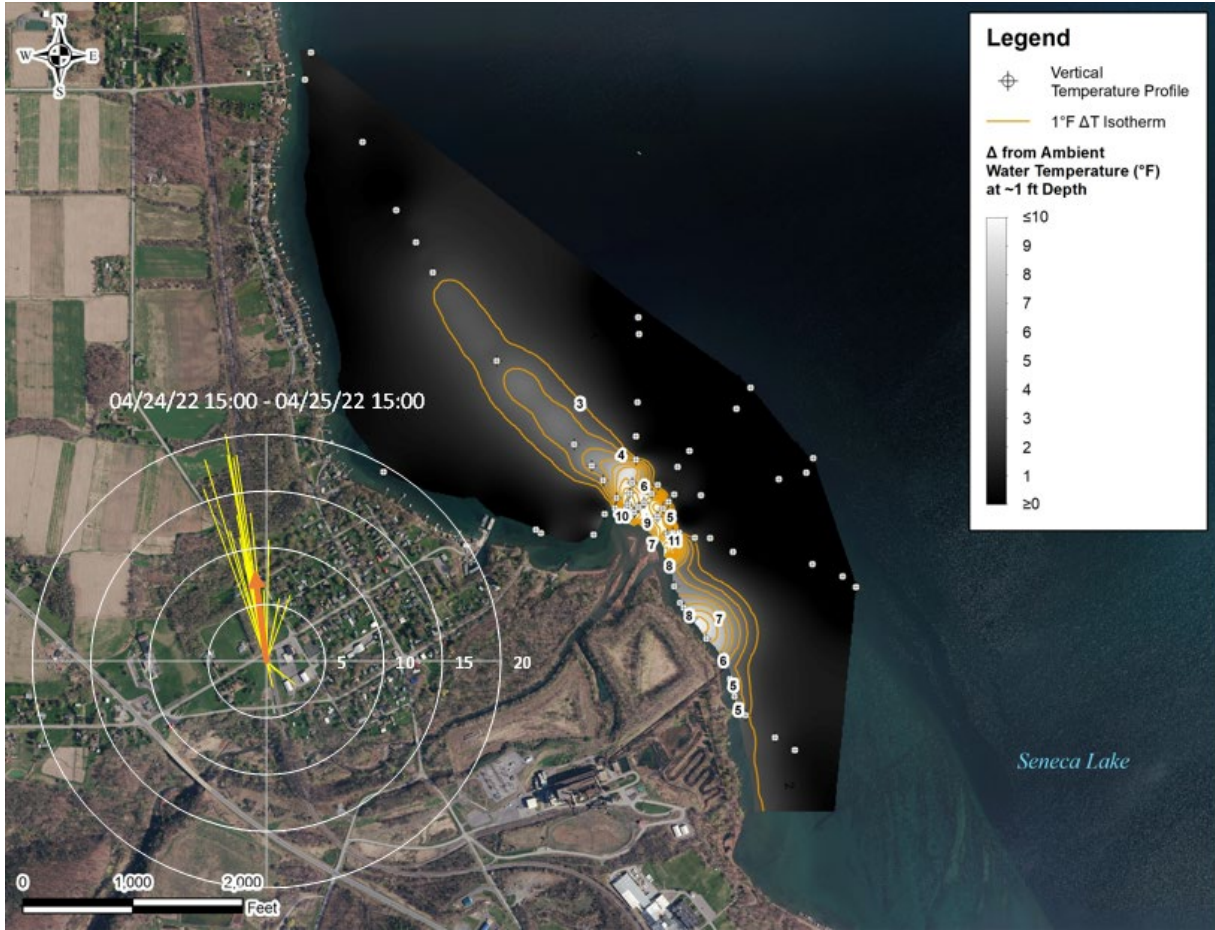 N
W E
S
Legend
Vertical
Temperature Profile
1°F ΔT Isotherm
Δ from Ambient
Water Temperature (°F)
at ~1 ft Depth
≤10
9
8
7
6
5
4
3
2
1
≥0
04/24/22 15:00 - 04/25/22 15:00
3
4
6
10
9
5
11
7
8
8
7
6
5
5
5 10 15 20
Seneca Lake
0 1,000 2,000
Feet